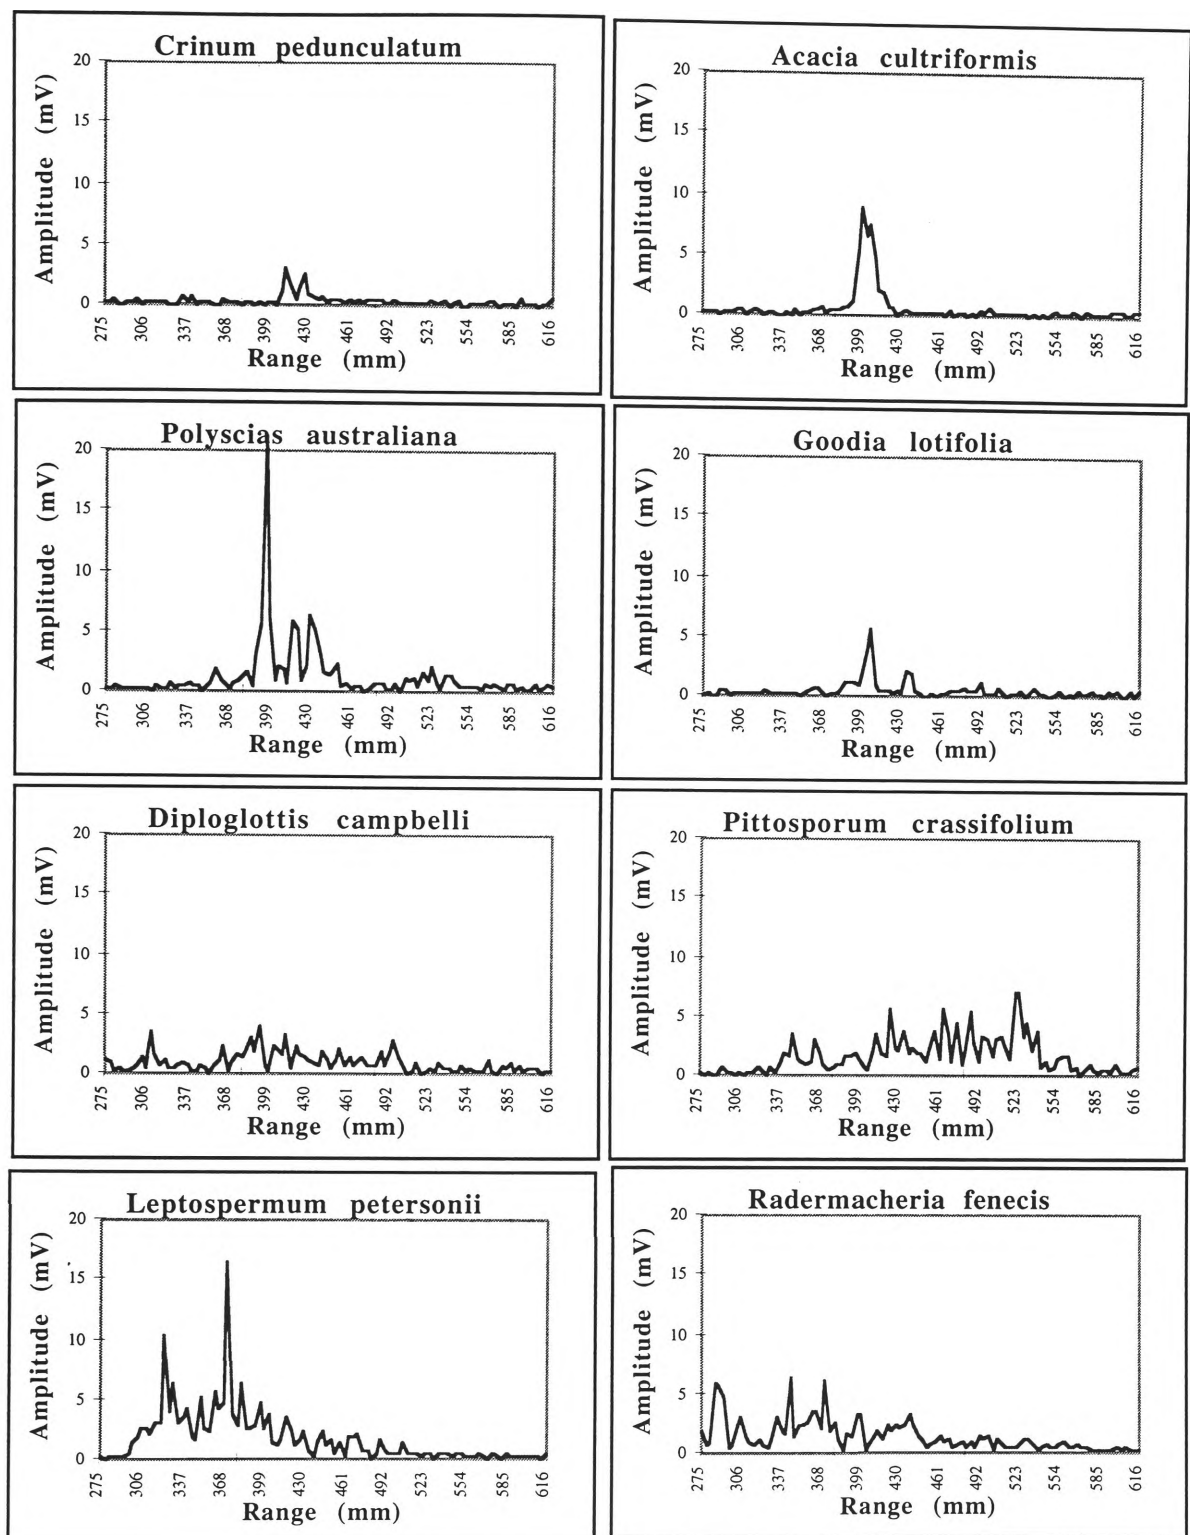 Crinum pedunculatum
Amplitude (mV)
20
15
10
5
0
275 306 337 368 399 430 461 492 523 554 585 616
Range (mm)
Acacia cultriformis
Amplitude (mV)
20
15
10
5
0
275 306 337 368 399 430 461 492 523 554 585 616
Range (mm)
Polyscias australiana
Amplitude (mV)
20
15
10
5
0
275 306 337 368 399 430 461 492 523 554 585 616
Range (mm)
Goodia lotifolia
Amplitude (mV)
20
15
10
5
0
275 306 337 368 399 430 461 492 523 554 585 616
Range (mm)
Diploglottis campbelli
Amplitude (mV)
20
15
10
5
0
275 306 337 368 399 430 461 492 523 554 585 616
Range (mm)
Pittosporum crassifolium
Amplitude (mV)
20
15
10
5
0
275 306 337 368 399 430 461 492 523 554 585 616
Range (mm)
Leptospermum petersonii
Amplitude (mV)
20
15
10
5
0
275 306 337 368 399 430 461 492 523 554 585 616
Range (mm)
Radermacheria fenecis
Amplitude (mV)
20
15
10
5
0
275 306 337 368 399 430 461 492 523 554 585 616
Range (mm)